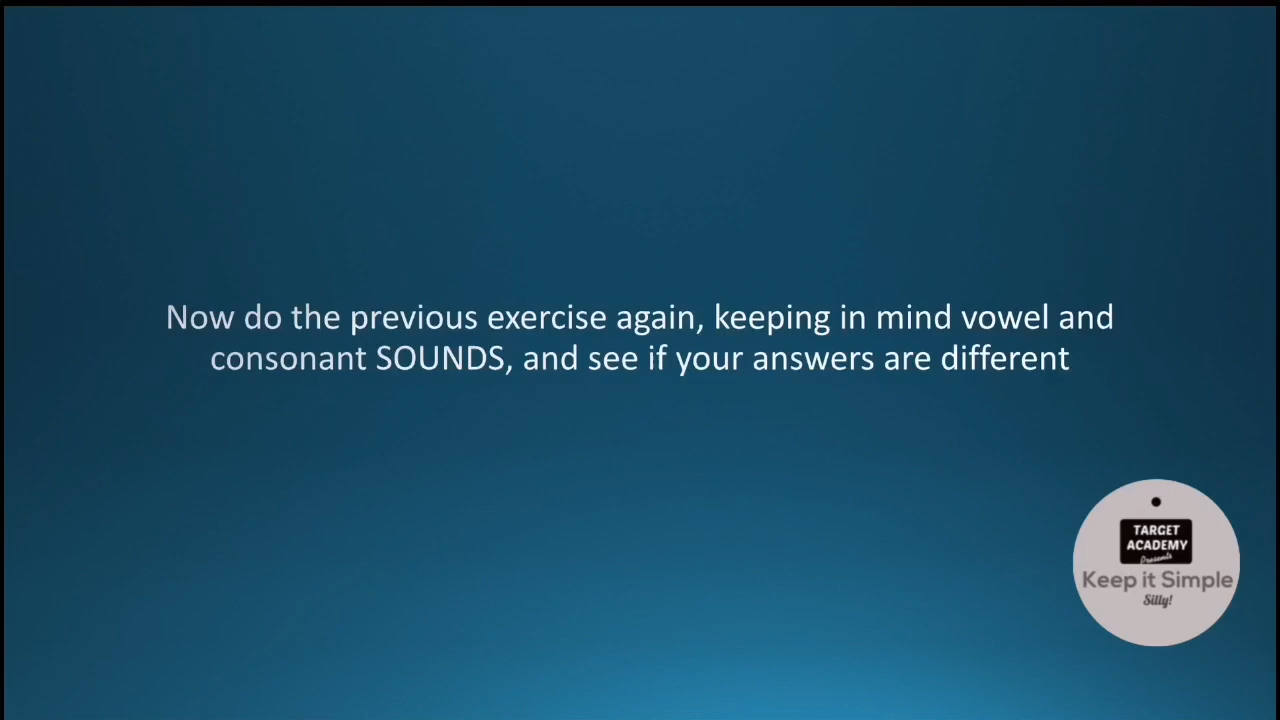 Now do the previous exercise again, keeping in mind vowel and
consonant SOUNDS, and see if your answers are different
TARGET
ACADEMY
Presents
Keep it Simple
Silly!